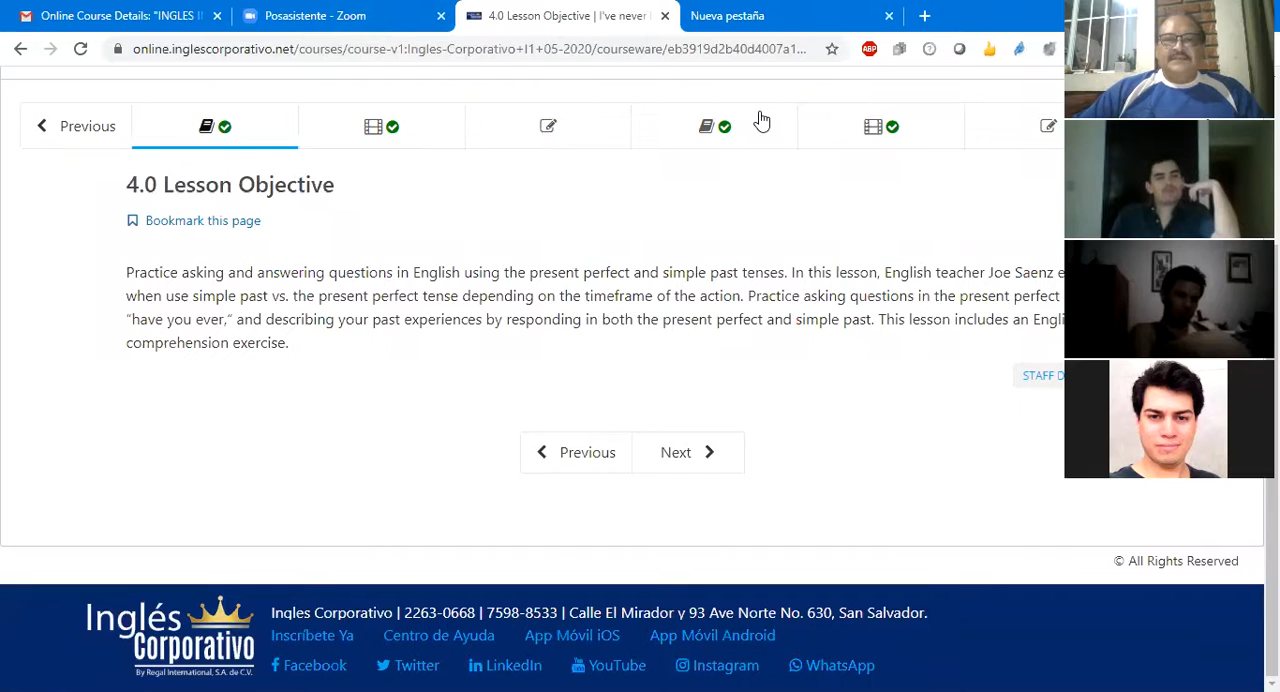 Online Course Details: "INGLES I
Posasistente - Zoom
4.0 Lesson Objective | I've never
Nueva pestaña
online.inglescorporativo.net/courses/course-v1:Ingles-Corporativo+I1+05-2020/courseware/eb3919d2b40d4007a1...
ABP
Previous
4.0 Lesson Objective
Bookmark this page
Practice asking and answering questions in English using the present perfect and simple past tenses. In this lesson, English teacher Joe Saenz e
when use simple past vs. the present perfect tense depending on the timeframe of the action. Practice asking questions in the present perfect
“have you ever,“ and describing your past experiences by responding in both the present perfect and simple past. This lesson includes an Engli
comprehension exercise.
STAFF D
Previous
Next
© All Rights Reserved
Inglés Corporativo
By Regal International, S.A. de C.V.
Ingles Corporativo | 2263-0668 | 7598-8533 | Calle El Mirador y 93 Ave Norte No. 630, San Salvador.
Inscríbete Ya Centro de Ayuda App Móvil iOS App Móvil Android
Facebook Twitter LinkedIn YouTube Instagram WhatsApp